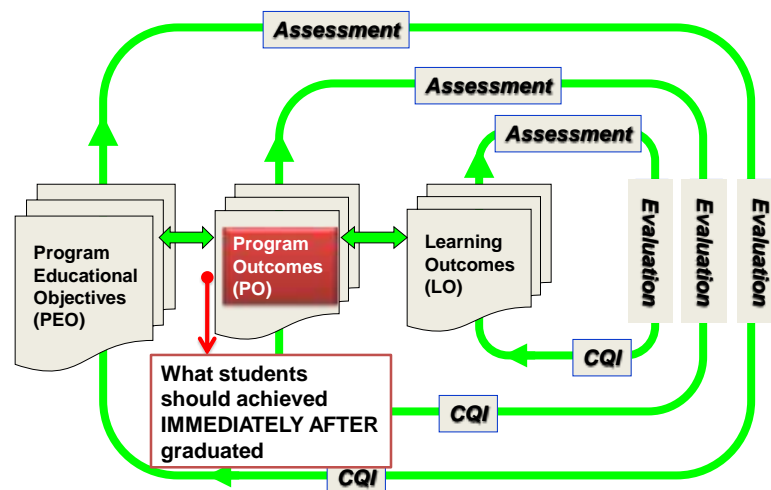 Assessment
Assessment
Assessment
Program
Educational
Objectives
(PEO)
Program
Outcomes
(PO)
Learning
Outcomes
(LO)
Evaluation
Evaluation
Evaluation
CQI
What students
should achieved
IMMEDIATELY AFTER
graduated
CQI
CQI